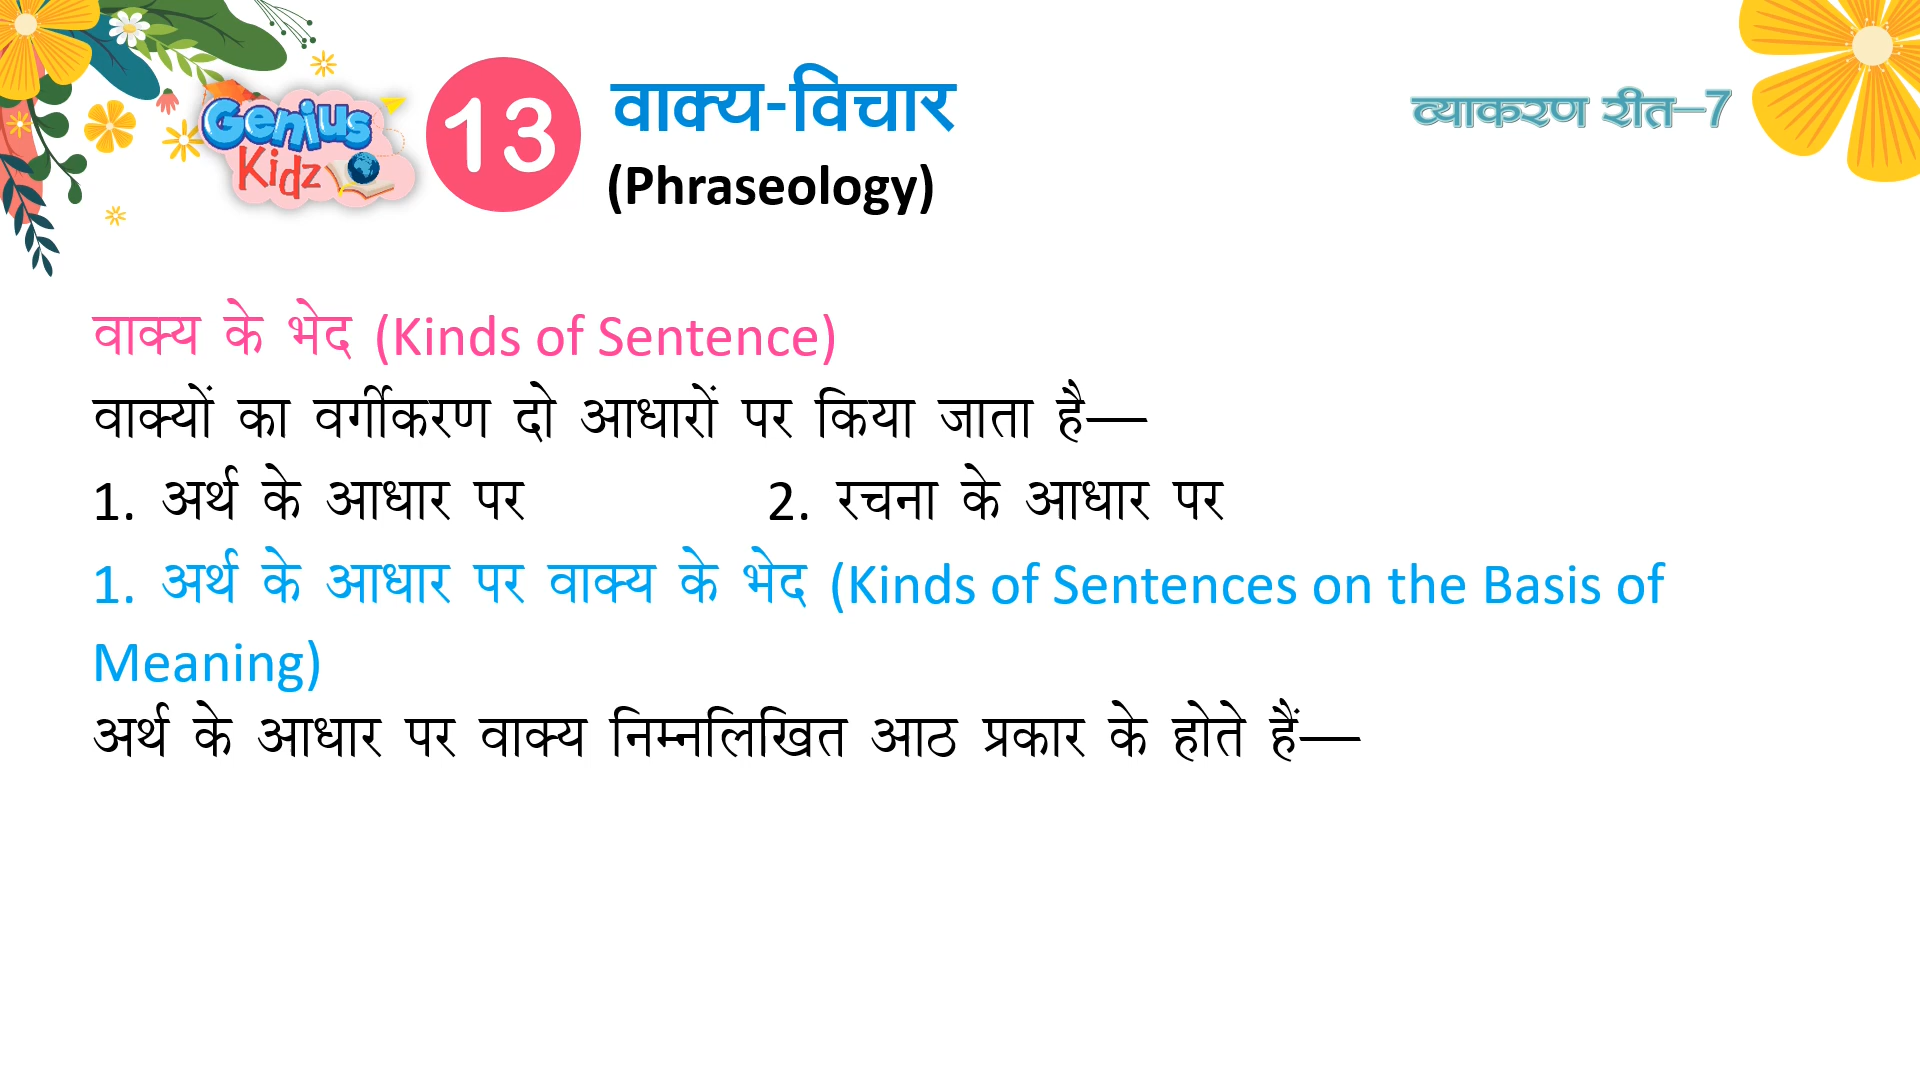 Genius
Kidz
13
वाक्य-विचार
(Phraseology)
व्याकरण रीत–7
वाक्य के भेद (Kinds of Sentence)
वाक्यों का वर्गीकरण दो आधारों पर किया जाता है—
1. अर्थ के आधार पर 2. रचना के आधार पर
1. अर्थ के आधार पर वाक्य के भेद (Kinds of Sentences on the Basis of
Meaning)
अर्थ के आधार पर वाक्य निम्नलिखित आठ प्रकार के होते हैं—